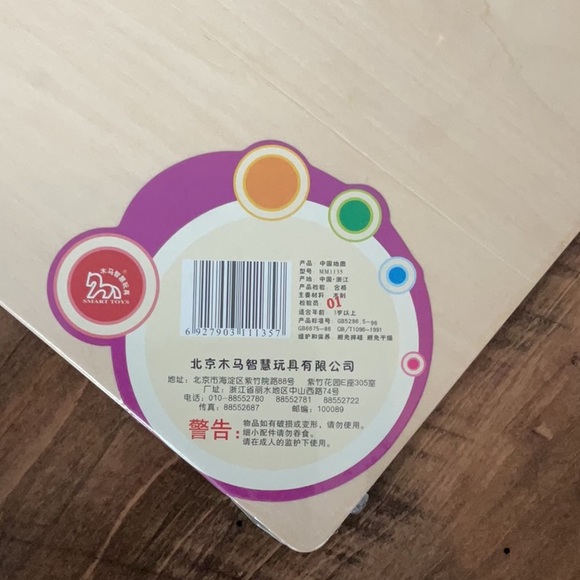 木马智慧玩具
SMART TOYS
产品 中国地图
型号 MM1135
产地 中国·浙江
产品检验: 合格
主要材料: 木制
检验员 01
适合年龄: 3岁以上
产品标准号: GB5296.5-96
GB6675-86 QB/T1096-1991
维护和保养 避免摔碰 避免干燥
6927903111357
北京木马智慧玩具有限公司
地址: 北京市海淀区紫竹院路88号 紫竹花园E座305室
厂址: 浙江省丽水地区中山西路74号
电话: 010-88552780 88552781 88552722
传真: 88552687 邮编: 100089
警告:
物品如有破损或变形, 请勿使用。
细小配件请勿吞食。
请在成人的监护下使用。